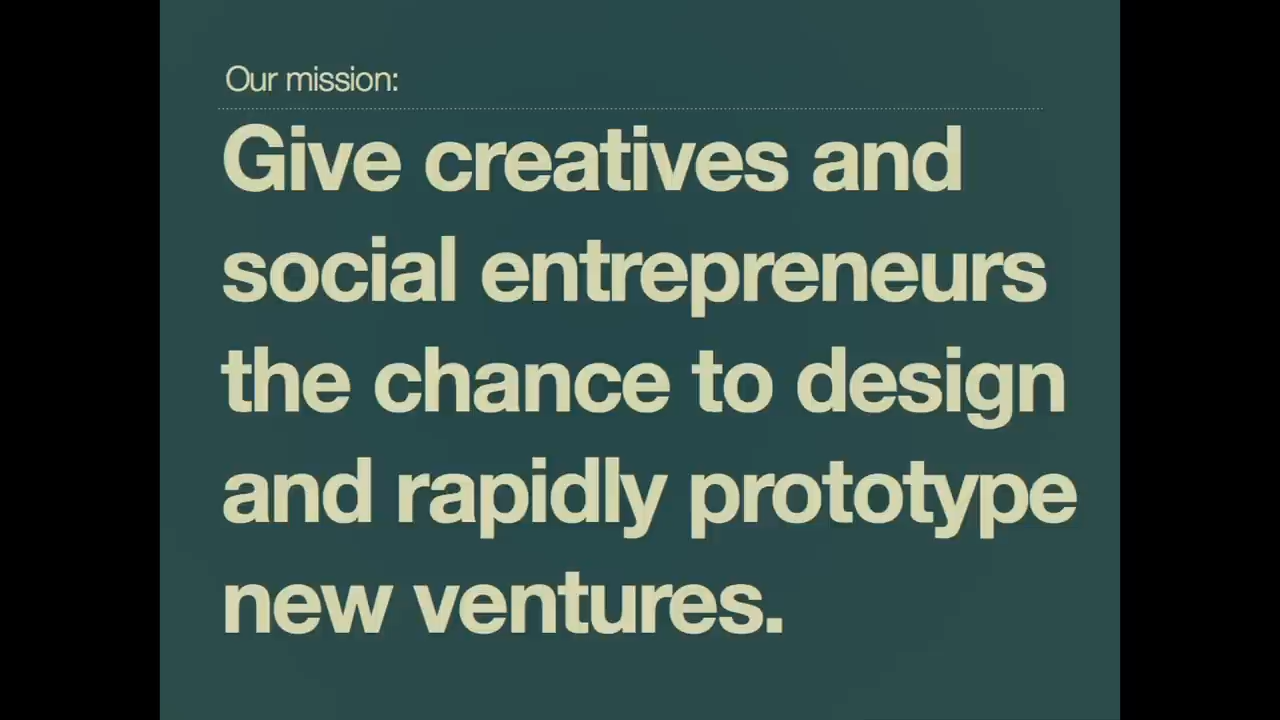 Our mission:
Give creatives and
social entrepreneurs
the chance to design
and rapidly prototype
new ventures.